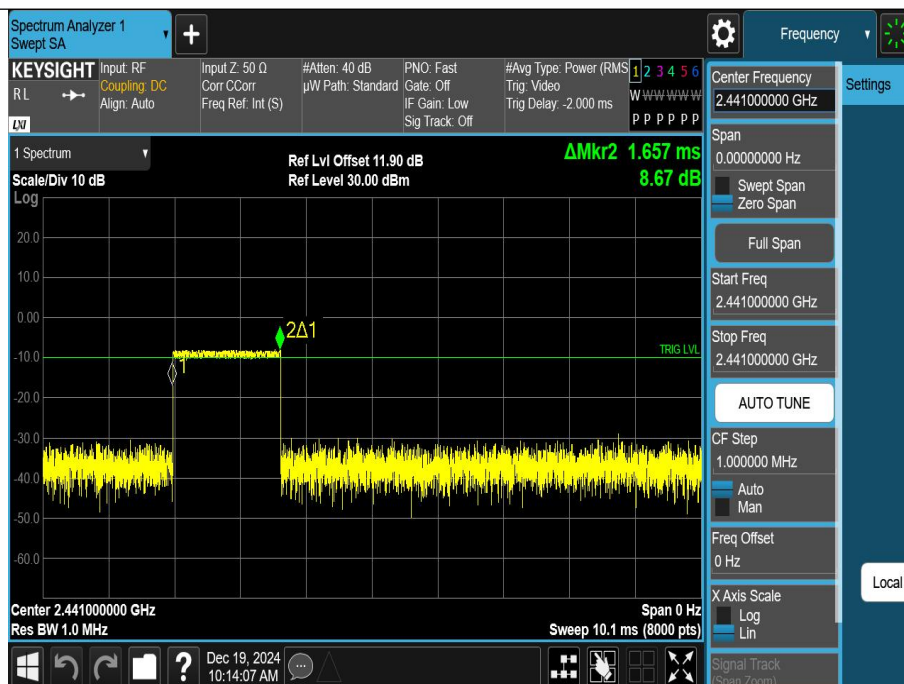 Spectrum Analyzer 1
Swept SA
+
Frequency
KEYSIGHT
RL
LXI
Input: RF
Coupling: DC
Align: Auto
Input Z: 50 Ω
Corr CCorr
Freq Ref: Int (S)
#Atten: 40 dB
µW Path: Standard
PNO: Fast
Gate: Off
IF Gain: Low
Sig Track: Off
#Avg Type: Power (RMS
Trig: Video
Trig Delay: -2.000 ms
1 2 3 4 5 6
W W W W W W
P P P P P P
1 Spectrum
Scale/Div 10 dB
Log
Ref Lvl Offset 11.90 dB
Ref Level 30.00 dBm
ΔMkr2 1.657 ms
8.67 dB
20.0
10.0
0.00
-10.0
-20.0
-30.0
-40.0
-50.0
-60.0
2Δ1
1
TRIG LVL
Center 2.441000000 GHz
Res BW 1.0 MHz
Span 0 Hz
Sweep 10.1 ms (8000 pts)
Dec 19, 2024
10:14:07 AM
?
Center Frequency
2.441000000 GHz
Span
0.00000000 Hz
Swept Span
Zero Span
Full Span
Start Freq
2.441000000 GHz
Stop Freq
2.441000000 GHz
AUTO TUNE
CF Step
1.000000 MHz
Auto
Man
Freq Offset
0 Hz
X Axis Scale
Log
Lin
Signal Track
(Span Zoom)
Settings
Local